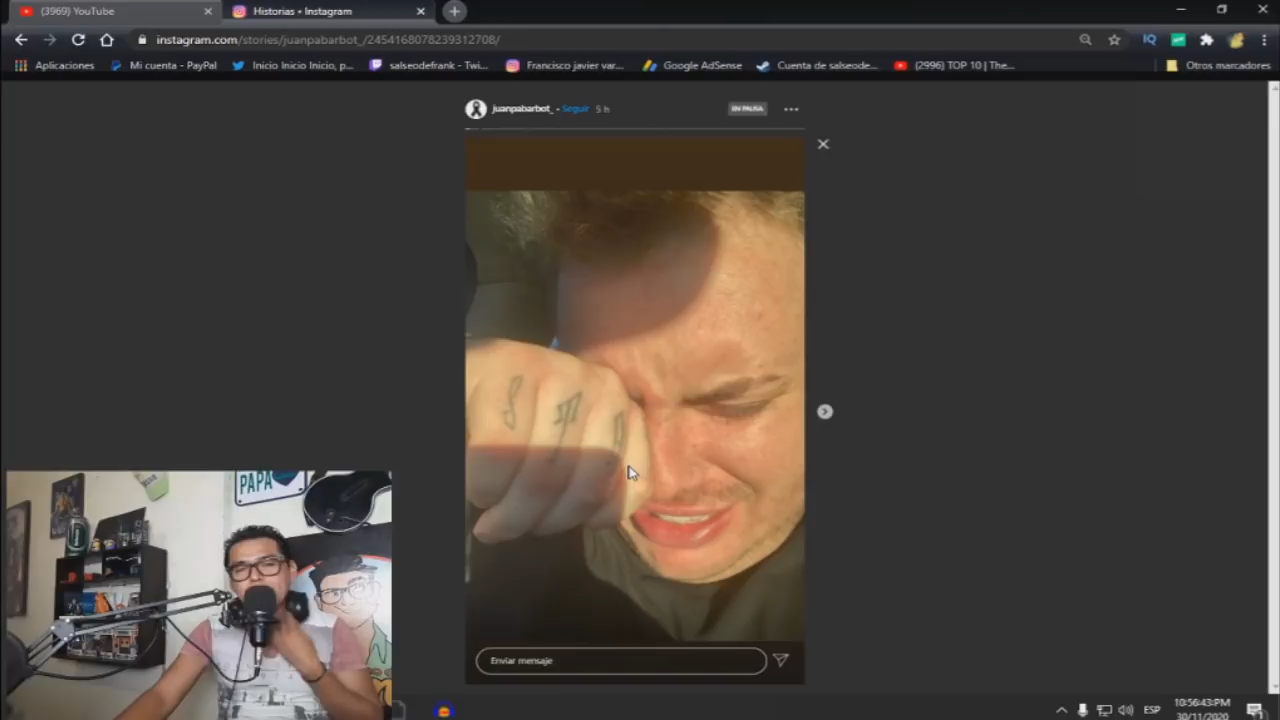 (3969) YouTube
Historias • Instagram
instagram.com/stories/juanpabarbot_/2454168078239312708/
Aplicaciones
Mi cuenta - PayPal
Inicio Inicio Inicio, p...
salseodefrank - Twi...
Francisco javier var...
Google AdSense
Cuenta de salseode...
(2996) TOP 10 | The...
Otros marcadores
juanpabarbot_ • Seguir 5 h
EN PAUSA
PAPA
Enviar mensaje
ESP
10:56:43 PM
30/11/2020